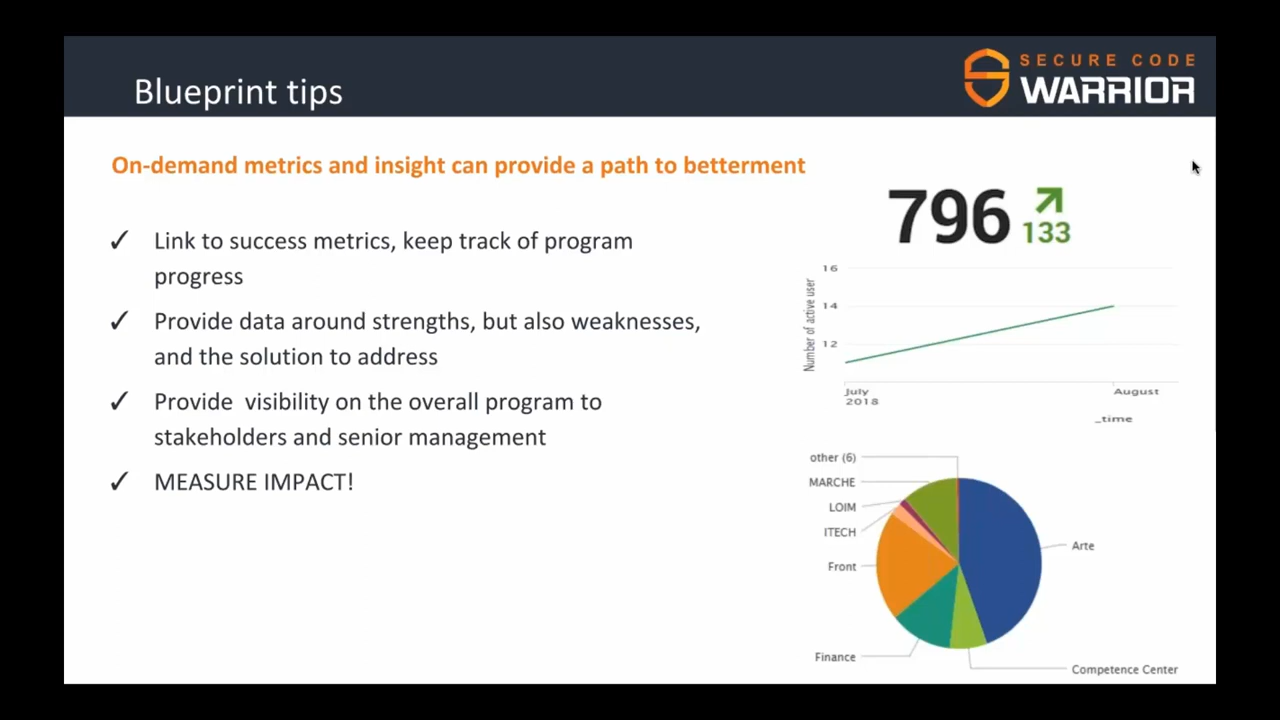 Blueprint tips
SECURE CODE
WARRIOR
On-demand metrics and insight can provide a path to betterment
✓ Link to success metrics, keep track of program
progress
✓ Provide data around strengths, but also weaknesses,
and the solution to address
✓ Provide visibility on the overall program to
stakeholders and senior management
✓ MEASURE IMPACT!
796
133
Number of active user
16
14
12
July
2018
August
_time
other (6)
MARCHE
LOIM
ITECH
Front
Finance
Arte
Competence Center